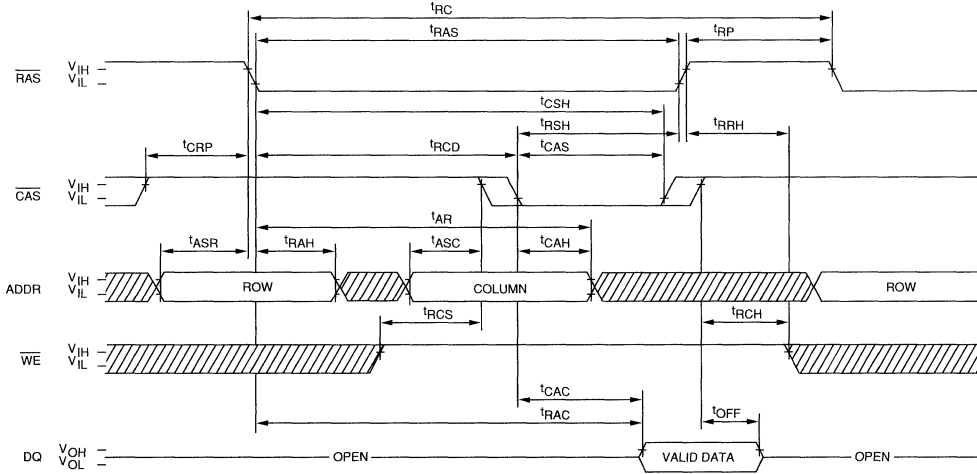 tRC
tRAS
tRP
RAS
VIH
VIL
tCSH
tRSH
tRRH
tCRP
tRCD
tCAS
CAS
VIH
VIL
tAR
tASR
tRAH
tASC
tCAH
ADDR
VIH
VIL
ROW
COLUMN
ROW
tRCS
tRCH
WE
VIH
VIL
tCAC
tRAC
tOFF
DQ
VOH
VOL
OPEN
VALID DATA
OPEN